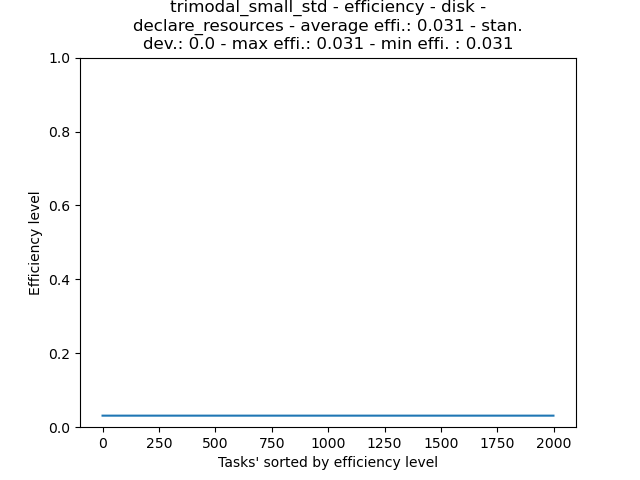 trimodal_small_std - efficiency - disk -
declare_resources - average effi.: 0.031 - stan.
dev.: 0.0 - max effi.: 0.031 - min effi. : 0.031
1.0
0.8
0.6
0.4
0.2
0.0
Efficiency level
0 250 500 750 1000 1250 1500 1750 2000
Tasks' sorted by efficiency level